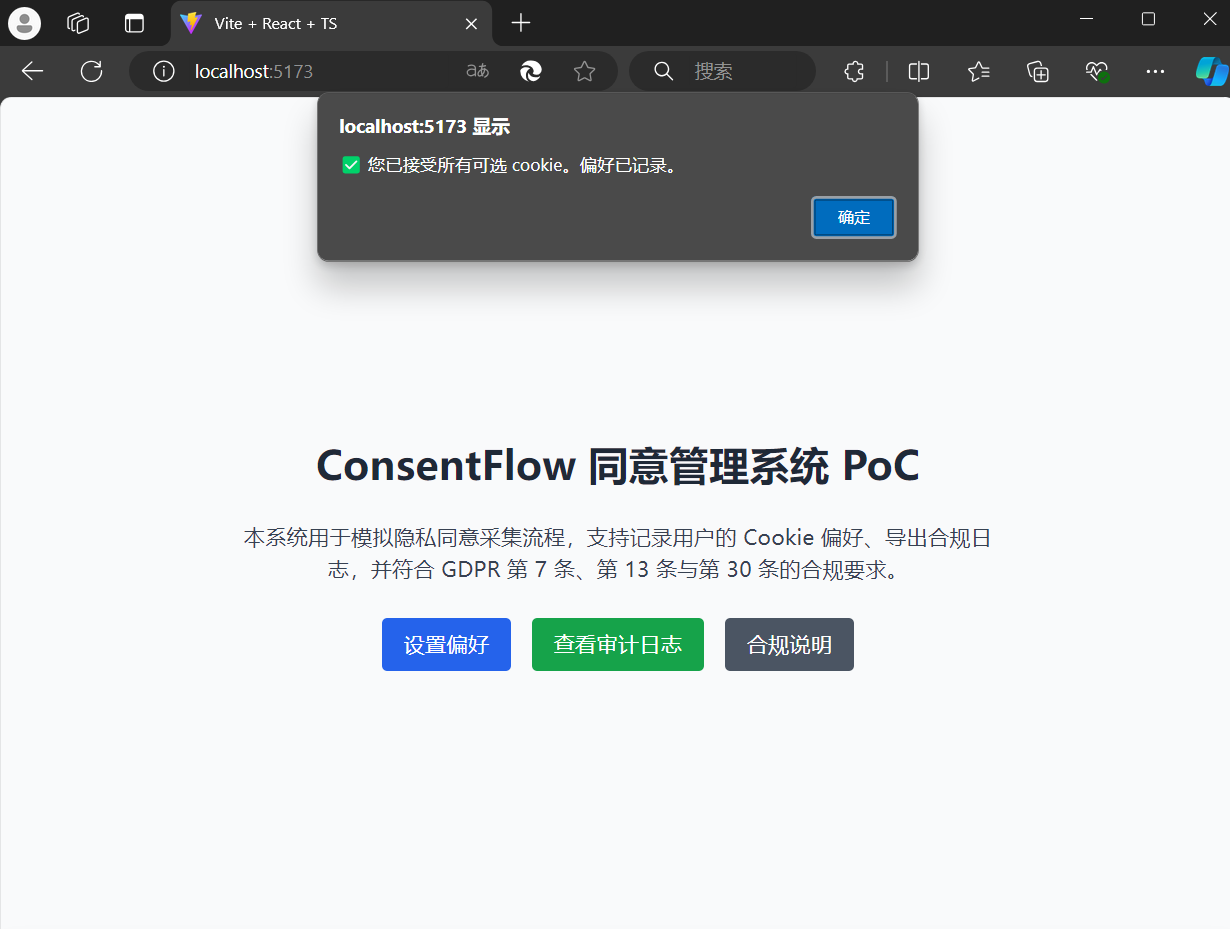 Vite + React + TS
localhost:5173
aあ
搜索
localhost:5173 显示
✅ 您已接受所有可选 cookie。偏好已记录。
确定
ConsentFlow 同意管理系统 PoC
本系统用于模拟隐私同意采集流程，支持记录用户的 Cookie 偏好、导出合规日
志，并符合 GDPR 第 7 条、第 13 条与第 30 条的合规要求。
设置偏好
查看审计日志
合规说明